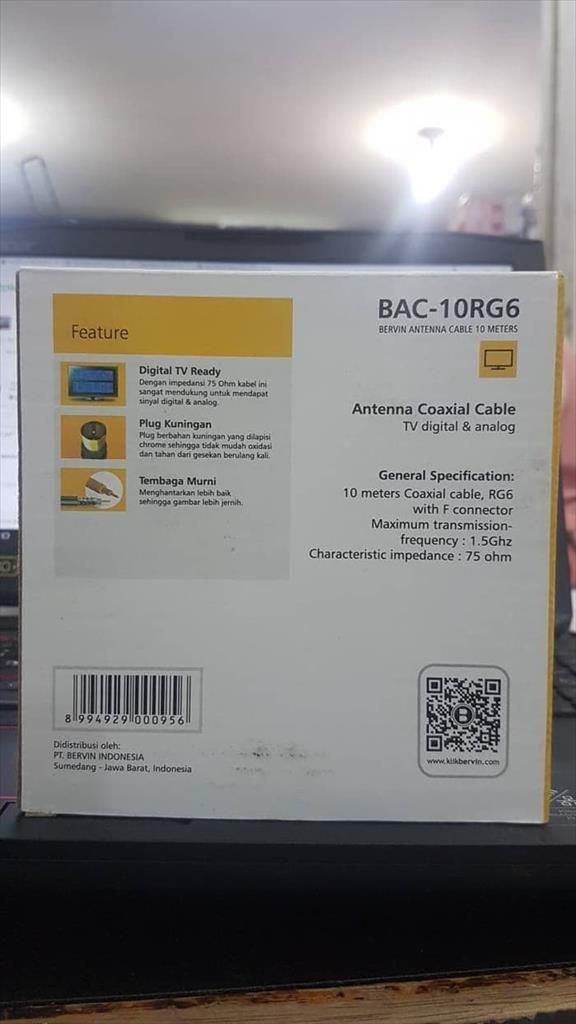 Feature
Digital TV Ready
Dengan impedansi 75 Ohm kabel ini
sangat mendukung untuk mendapat
sinyal digital & analog.
Plug Kuningan
Plug berbahan kuningan yang dilapisi
chrome sehingga tidak mudah oxidasi
dan tahan dari gesekan berulang kali.
Tembaga Murni
Menghantarkan lebih baik
sehingga gambar lebih jernih.
BAC-10RG6
BERVIN ANTENNA CABLE 10 METERS
Antenna Coaxial Cable
TV digital & analog
General Specification:
10 meters Coaxial cable, RG6
with F connector
Maximum transmission-
frequency : 1.5Ghz
Characteristic impedance : 75 ohm
8 994929 000956
Didistribusi oleh:
PT. BERVIN INDONESIA
Sumedang - Jawa Barat, Indonesia
B
www.klikbervin.com